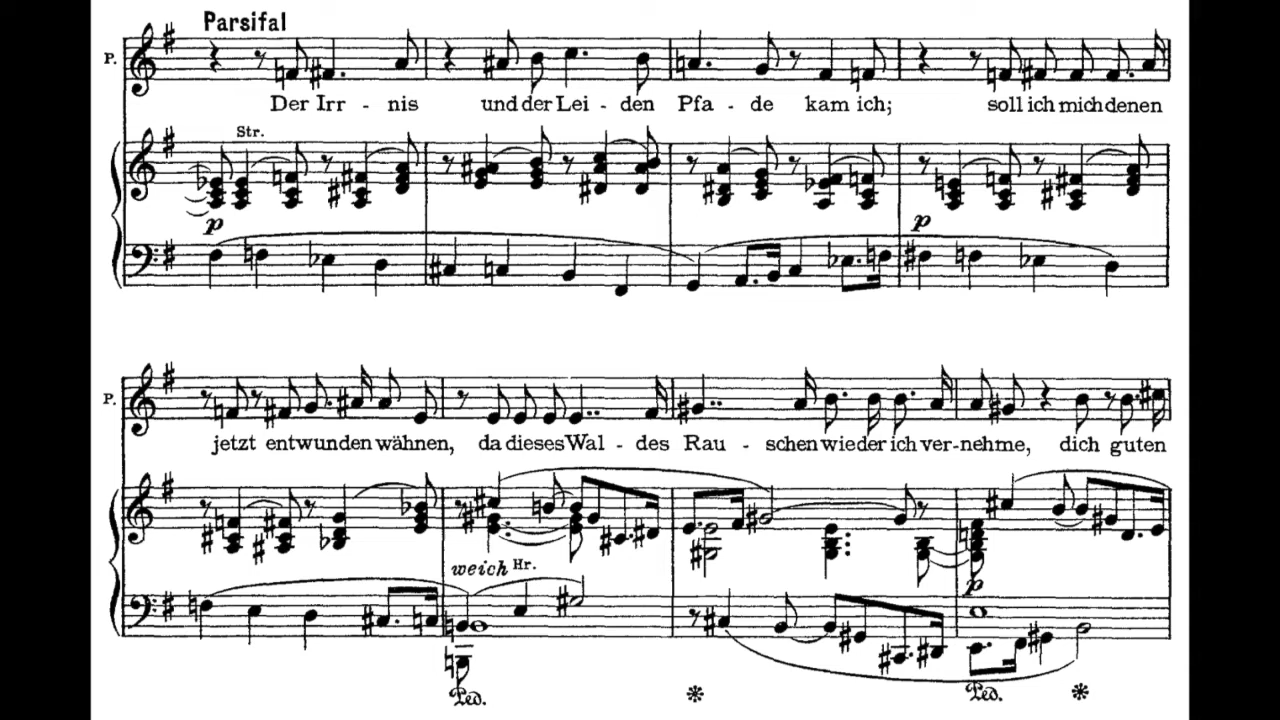 Parsifal
P.
Der Irr - nis und der Lei - den Pfa - de kam ich; soll ich mich denen
Str.
p
p
P.
jetzt entwunden wähnen, da dieses Wal - des Rau - schen wieder ich ver-nehme, dich guten
weich Hr.
p
Ped. Ped.